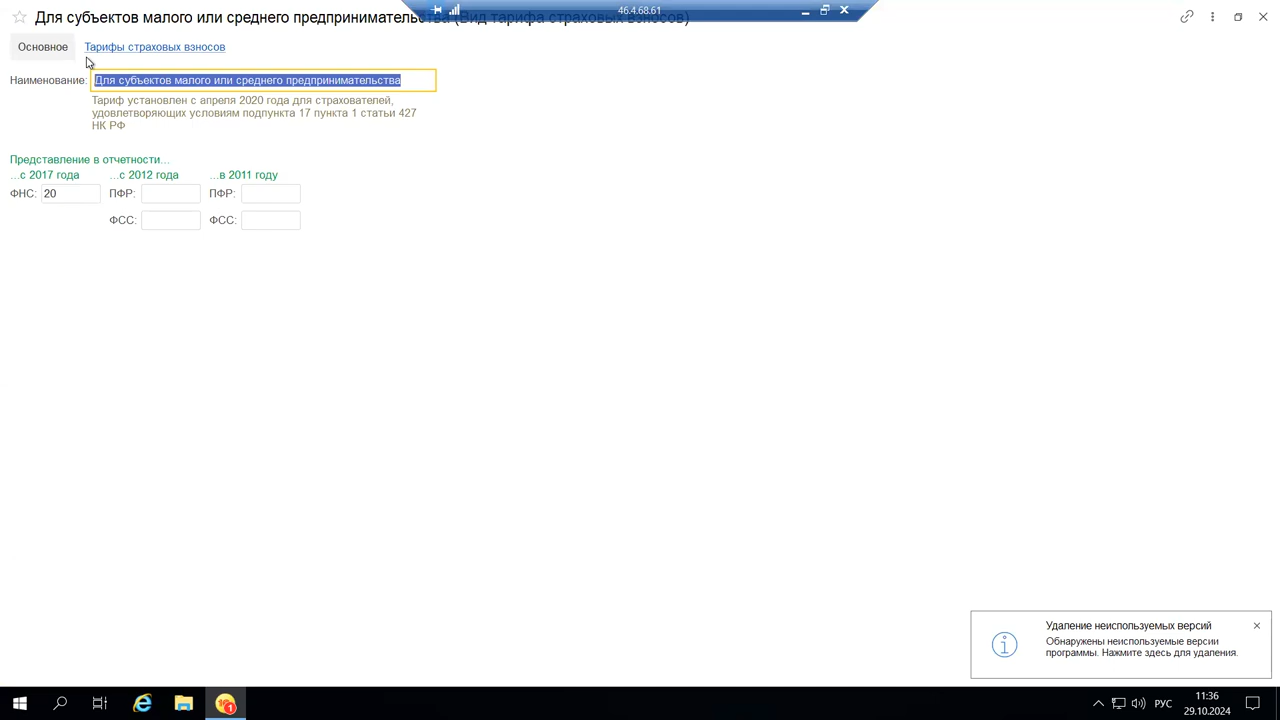 46.4.68.61
Для субъектов малого или среднего предпринимательства (Вид тарифа страховых взносов)
Основное Тарифы страховых взносов
Наименование: Для субъектов малого или среднего предпринимательства
Тариф установлен с апреля 2020 года для страхователей,
удовлетворяющих условиям подпункта 17 пункта 1 статьи 427
НК РФ
Представление в отчетности...
...с 2017 года ...с 2012 года ...в 2011 году
ФНС: 20 ПФР: ПФР:
ФСС: ФСС:
Удаление неиспользуемых версий
Обнаружены неиспользуемые версии
программы. Нажмите здесь для удаления.
1
РУС
11:36
29.10.2024